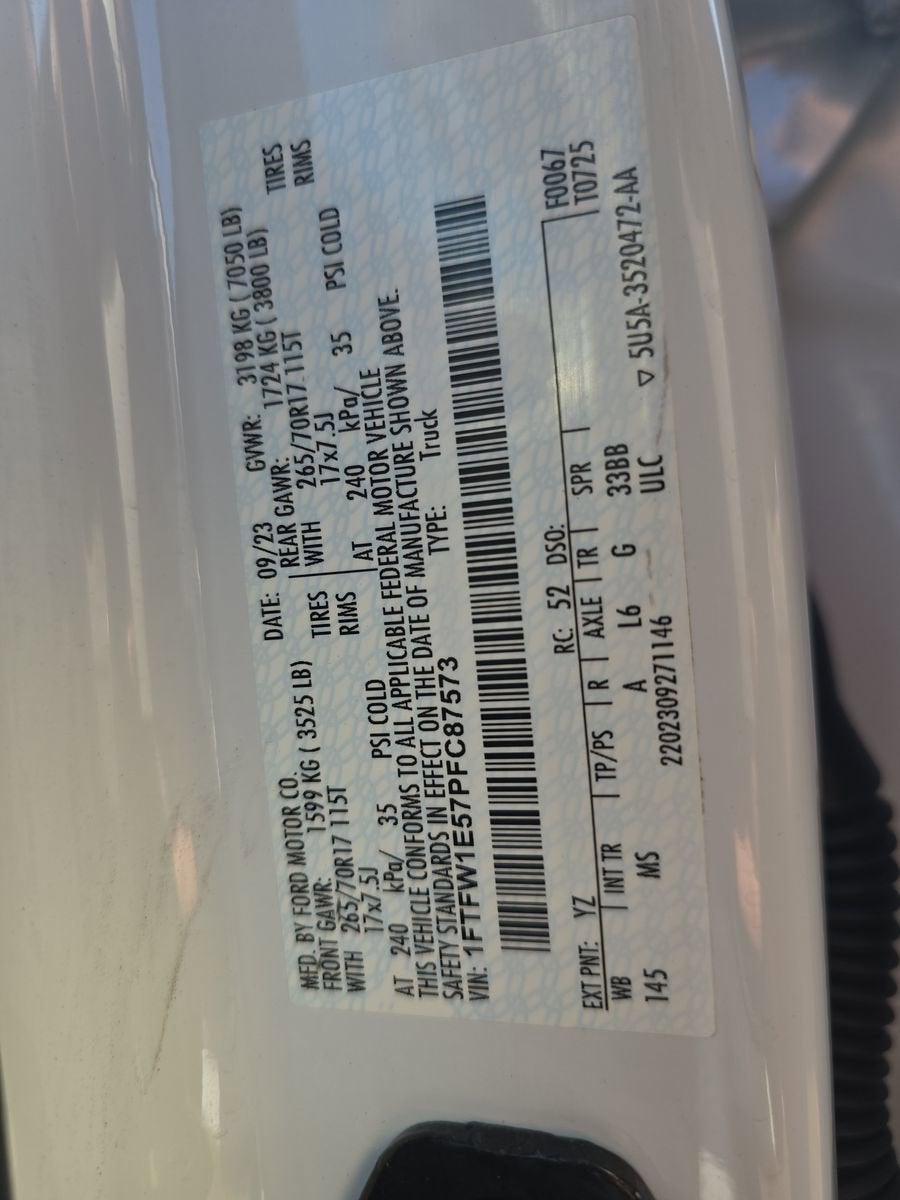 MFD. BY FORD MOTOR CO. DATE: 09/23 GVWR: 3198 KG ( 7050 LB)
FRONT GAWR: 1599 KG ( 3525 LB) REAR GAWR: 1724 KG ( 3800 LB)
WITH 265/70R17 115T TIRES WITH 265/70R17 115T TIRES
17x7.5J RIMS 17x7.5J RIMS
AT 240 kPa/ 35 PSI COLD AT 240 kPa/ 35 PSI COLD
THIS VEHICLE CONFORMS TO ALL APPLICABLE FEDERAL MOTOR VEHICLE
SAFETY STANDARDS IN EFFECT ON THE DATE OF MANUFACTURE SHOWN ABOVE.
VIN: 1FTFW1E57PFC87573 TYPE: Truck
F0067
EXT PNT: YZ RC: 52 DSO: T0725
WB INT TR TP/PS R AXLE TR SPR
145 MS A L6 G 33BB
2202309271146 ULC ▽ 5U5A-3520472-AA